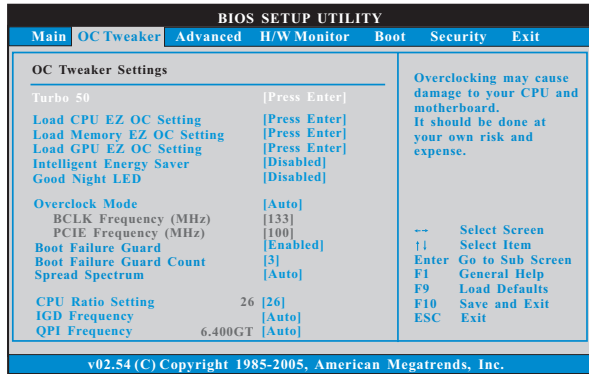 BIOS SETUP UTILITY
Main OC Tweaker Advanced H/W Monitor Boot Security Exit
OC Tweaker Settings
Turbo 50 [Press Enter]
Load CPU EZ OC Setting [Press Enter]
Load Memory EZ OC Setting [Press Enter]
Load GPU EZ OC Setting [Press Enter]
Intelligent Energy Saver [Disabled]
Good Night LED [Disabled]
Overclock Mode [Auto]
BCLK Frequency (MHz) [133]
PCIE Frequency (MHz) [100]
Boot Failure Guard [Enabled]
Boot Failure Guard Count [3]
Spread Spectrum [Auto]
CPU Ratio Setting 26 [26]
IGD Frequency [Auto]
QPI Frequency 6.400GT [Auto]
Overclocking may cause
damage to your CPU and
motherboard.
It should be done at
your own risk and
expense.
←→ Select Screen
↑↓ Select Item
Enter Go to Sub Screen
F1 General Help
F9 Load Defaults
F10 Save and Exit
ESC Exit
v02.54 (C) Copyright 1985-2005, American Megatrends, Inc.